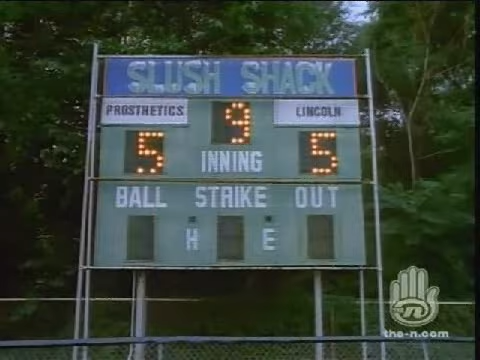 SLUSH SHACK
PROSTHETICS 9 LINCOLN
5 INNING 5
BALL STRIKE OUT
H E
n
the-n.com